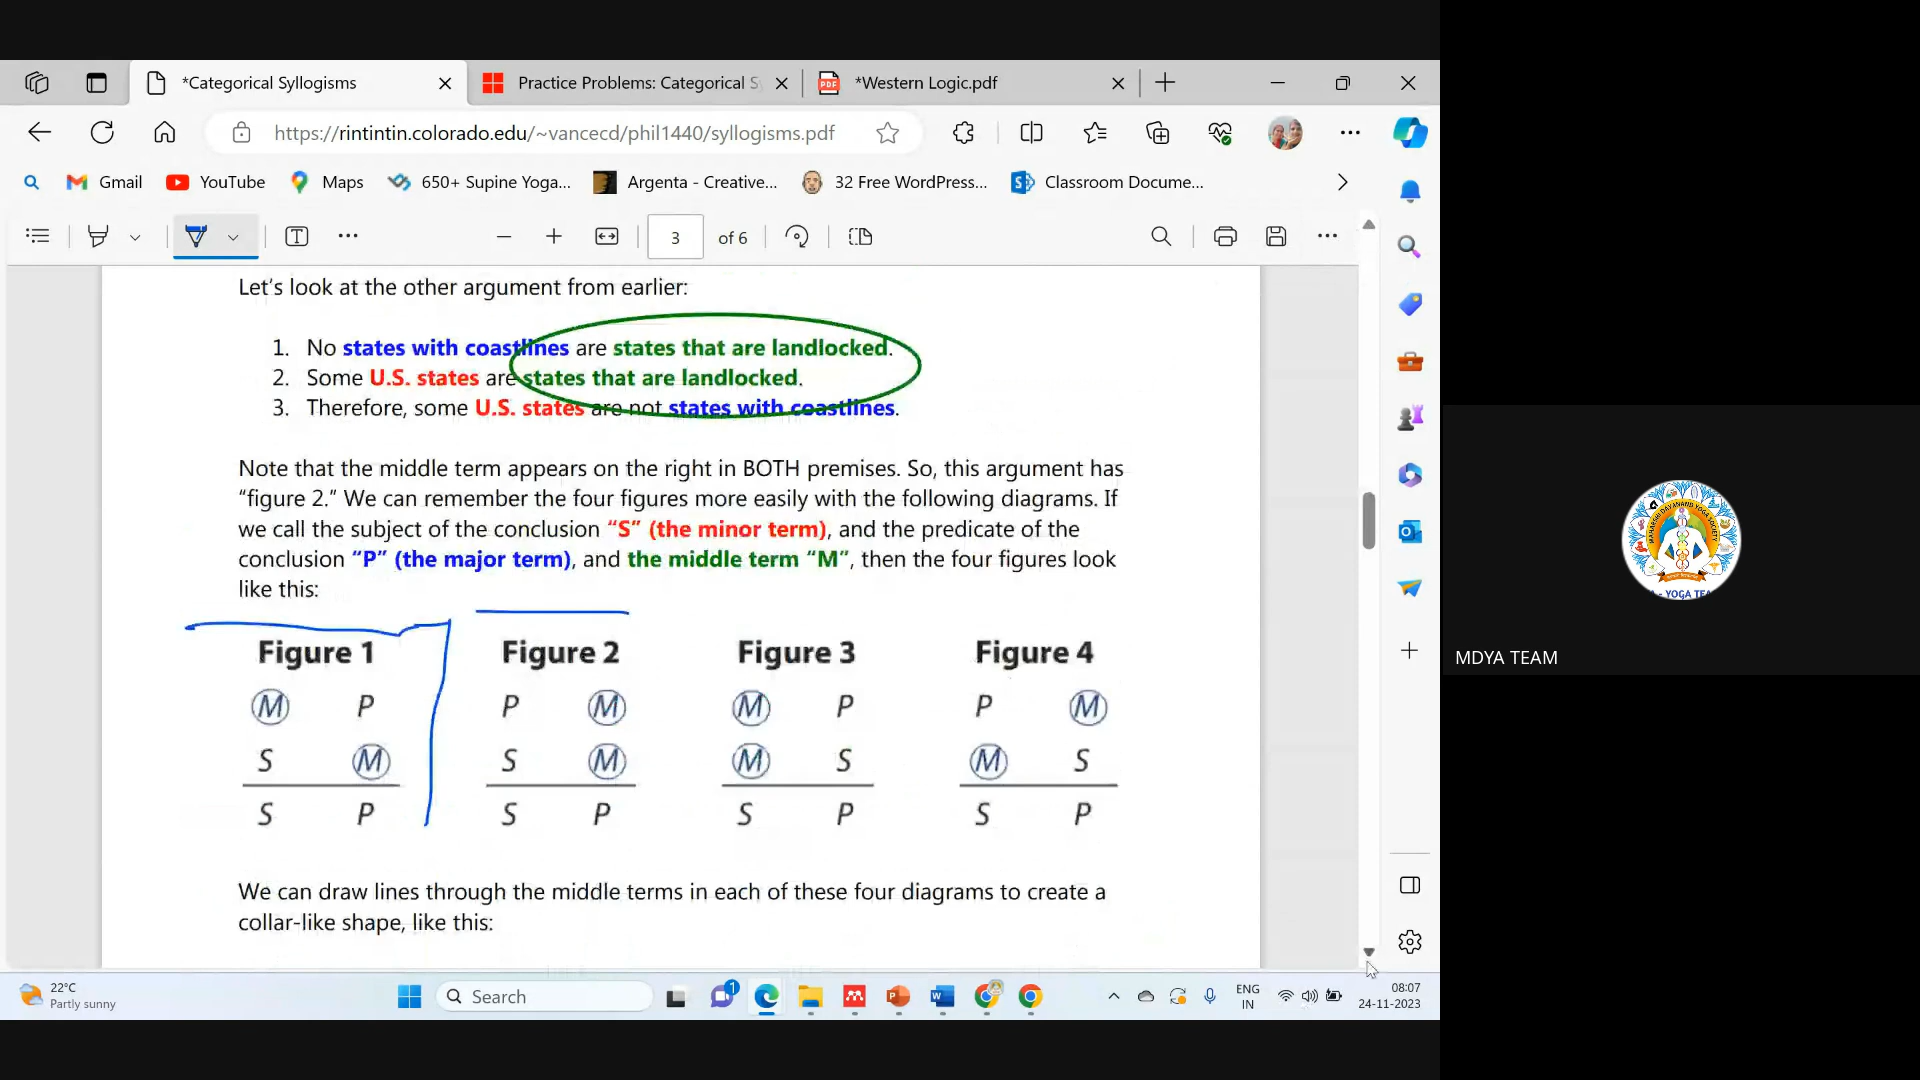 *Categorical Syllogisms
Practice Problems: Categorical S
*Western Logic.pdf
https://rintintin.colorado.edu/~vancecd/phil1440/syllogisms.pdf
Gmail
YouTube
Maps
650+ Supine Yoga...
Argenta - Creative...
32 Free WordPress...
Classroom Docume...
3 of 6
Let's look at the other argument from earlier:
1. No states with coastlines are states that are landlocked.
2. Some U.S. states are states that are landlocked.
3. Therefore, some U.S. states are not states with coastlines.
Note that the middle term appears on the right in BOTH premises. So, this argument has
“figure 2.” We can remember the four figures more easily with the following diagrams. If
we call the subject of the conclusion “S” (the minor term), and the predicate of the
conclusion “P” (the major term), and the middle term “M”, then the four figures look
like this:
Figure 1 Figure 2 Figure 3 Figure 4
M P P M M P P M
S M S M M S M S
S P S P S P S P
We can draw lines through the middle terms in each of these four diagrams to create a
collar-like shape, like this:
MDYA TEAM
22°C
Partly sunny
Search
1
ENG
IN
08:07
24-11-2023